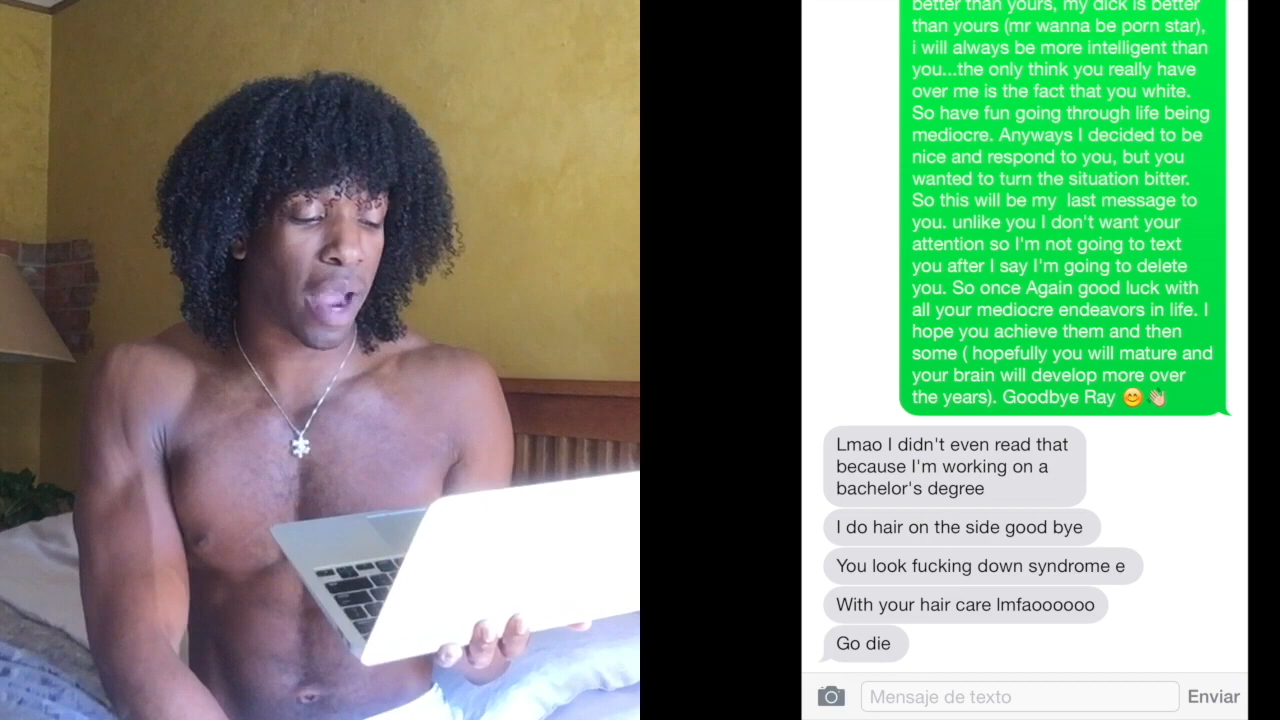 better than yours, my dick is better
than yours (mr wanna be porn star),
i will always be more intelligent than
you...the only think you really have
over me is the fact that you white.
So have fun going through life being
mediocre. Anyways I decided to be
nice and respond to you, but you
wanted to turn the situation bitter.
So this will be my  last message to
you. unlike you I don't want your
attention so I'm not going to text
you after I say I'm going to delete
you. So once Again good luck with
all your mediocre endeavors in life. I
hope you achieve them and then
some ( hopefully you will mature and
your brain will develop more over
the years). Goodbye Ray 😊👋🏼
Lmao I didn't even read that
because I'm working on a
bachelor's degree
I do hair on the side good bye
You look fucking down syndrome e
With your hair care lmfaoooooo
Go die
Mensaje de texto
Enviar